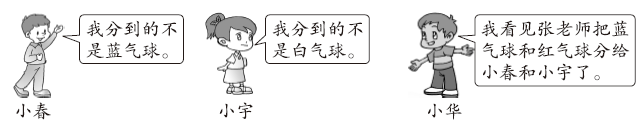 我分到的不
是蓝气球。
我分到的不
是白气球。
我看见张老师把蓝
气球和红气球分给
小春和小宇了。
小春
小宇
小华